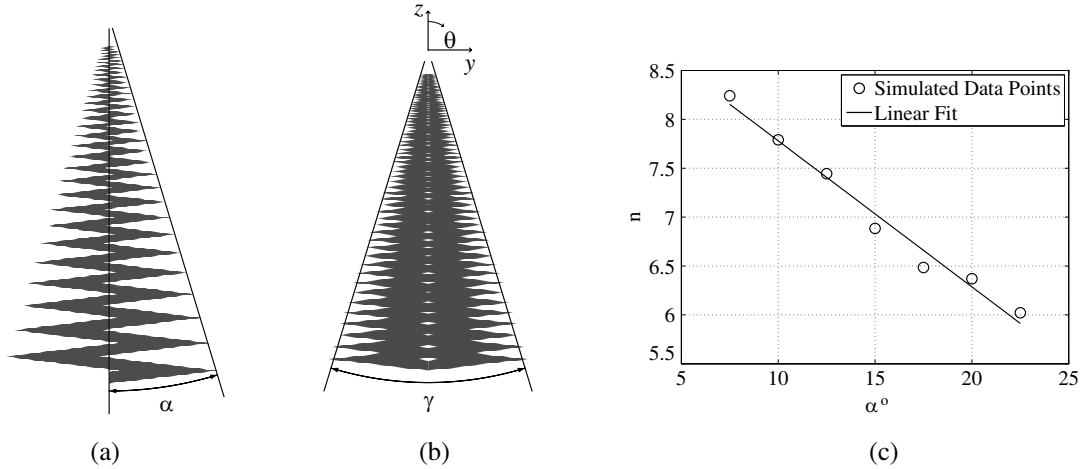 z
θ
y
α
γ
(a)
(b)
8.5
8
7.5
7
6.5
6
5.5
n
5
10
15
20
25
α°
Simulated Data Points
Linear Fit
(c)